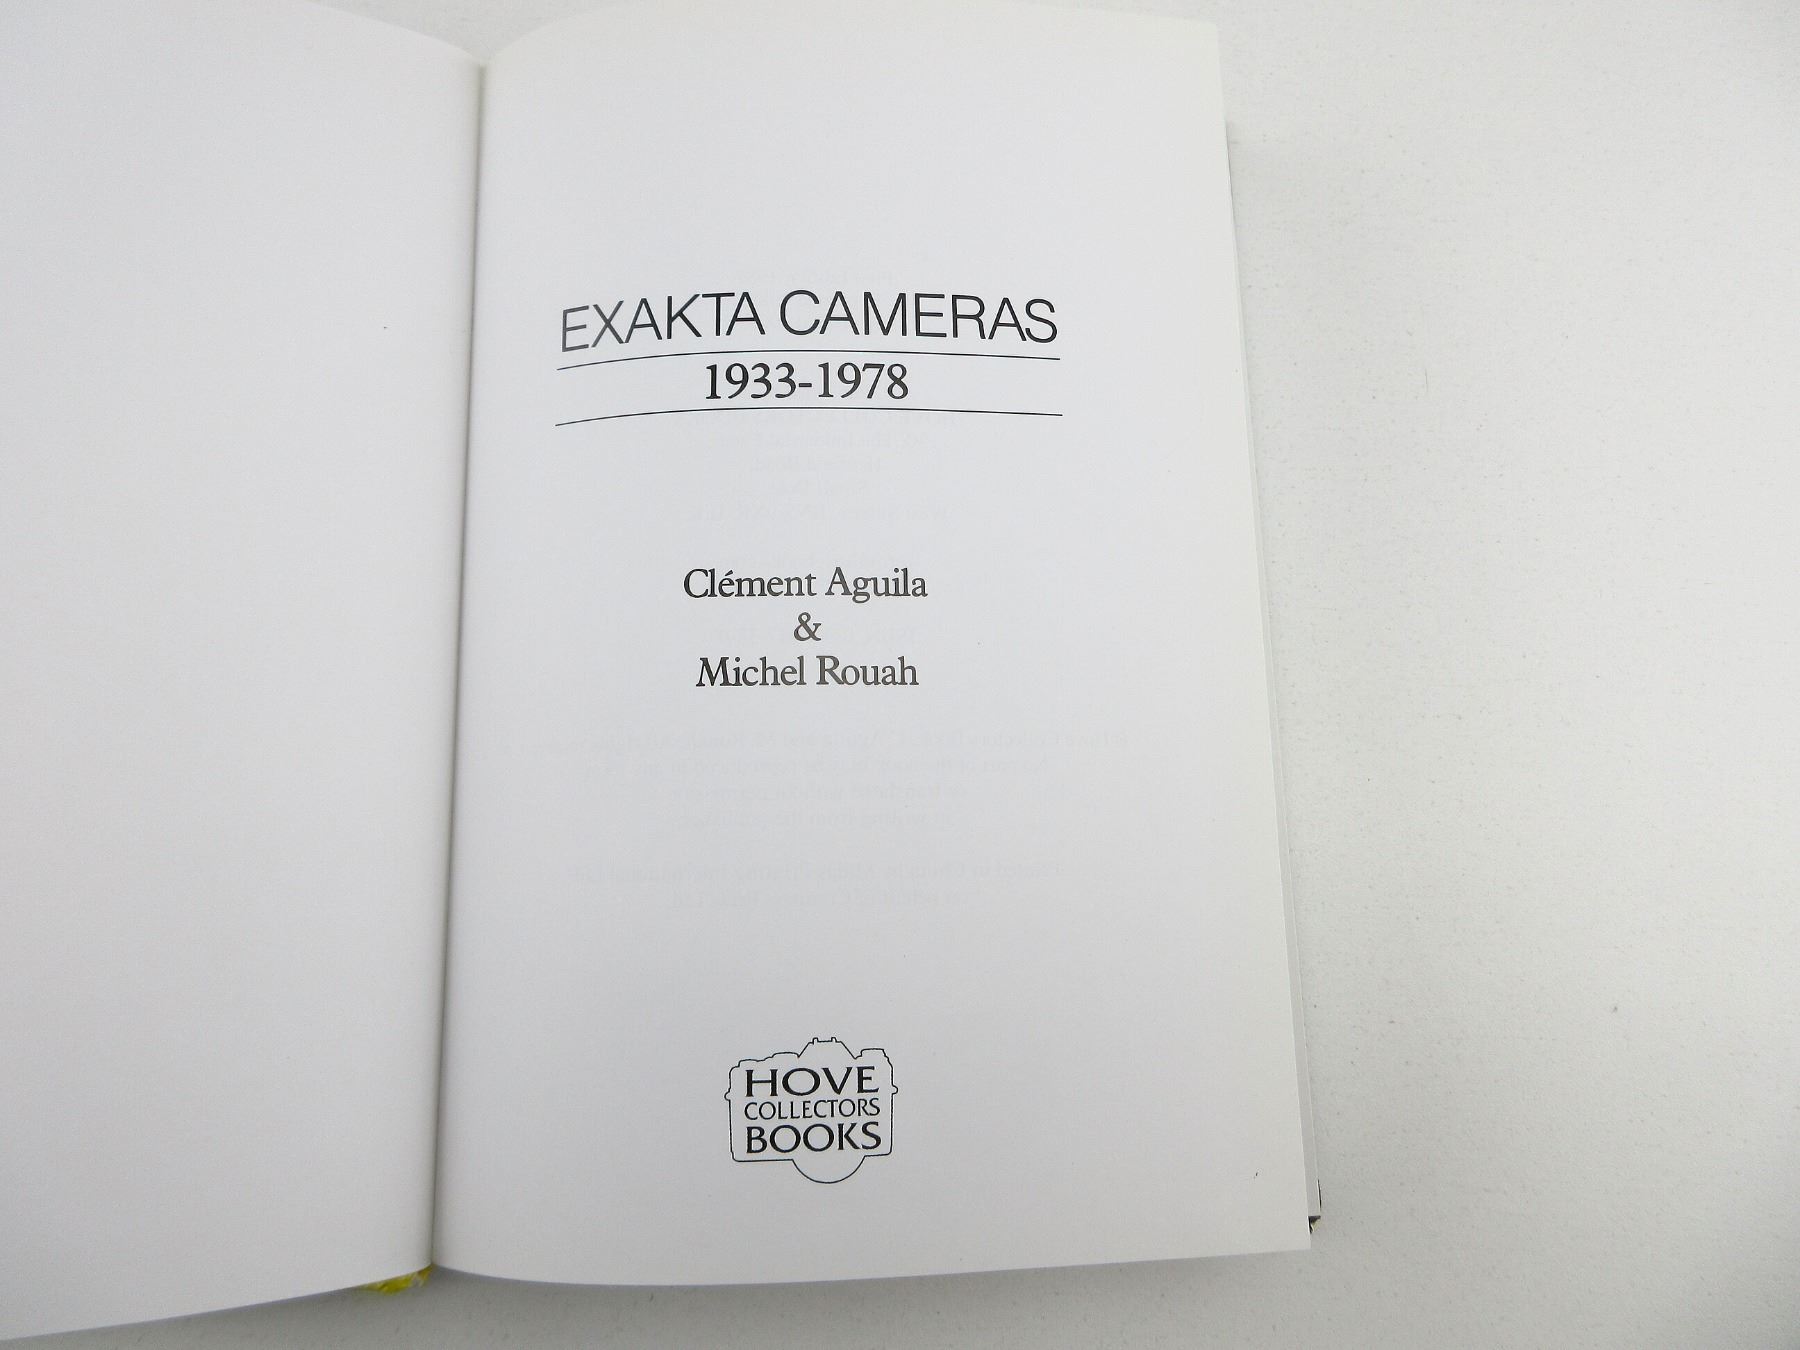 EXAKTA CAMERAS
1933-1978
Clément Aguila
&
Michel Rouah
HOVE
COLLECTORS
BOOKS